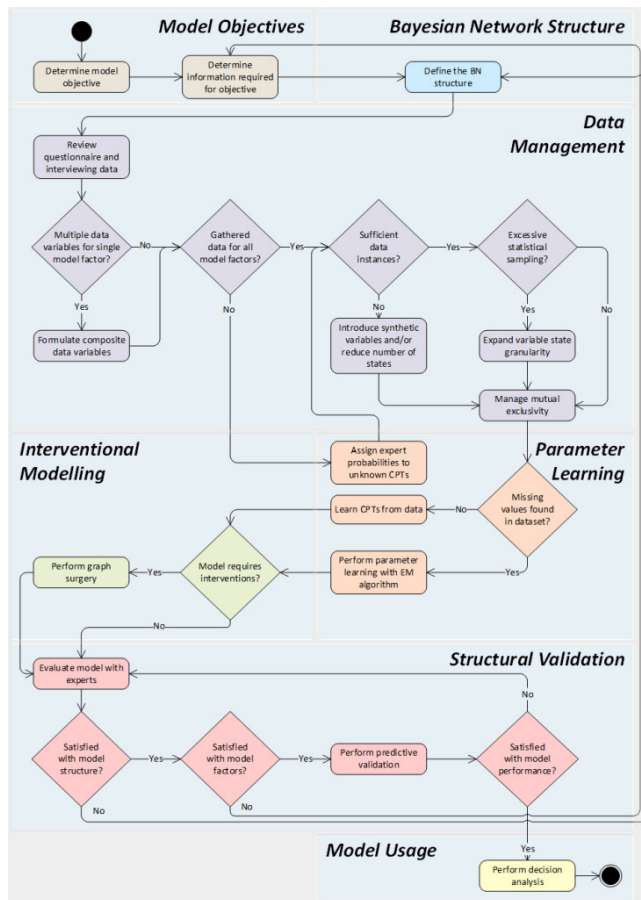 Model Objectives
Bayesian Network Structure
Determine model
objective
Determine
information required
for objective
Define the BN
structure
Data
Management
Review
questionnaire and
interviewing data
Multiple data
variables for single
model factor?
No
Gathered
data for all
model factors?
Yes
Sufficient
data
instances?
Yes
Excessive
statistical
sampling?
Yes
No
No
Yes
No
Formulate composite
data variables
Introduce synthetic
variables and/or
reduce number of
states
Expand variable state
granularity
Manage mutual
exclusivity
Interventional
Modelling
Assign expert
probabilities to
unknown CPTs
Parameter
Learning
Learn CPTs from data
No
Missing
values found
in dataset?
Perform graph
surgery
Yes
Model requires
interventions?
Perform parameter
learning with EM
algorithm
Yes
No
Evaluate model with
experts
Structural Validation
No
Satisfied
with model
structure?
Yes
Satisfied
with model
factors?
Yes
Perform predictive
validation
Satisfied
with model
performance?
No
No
Yes
Model Usage
Perform decision
analysis